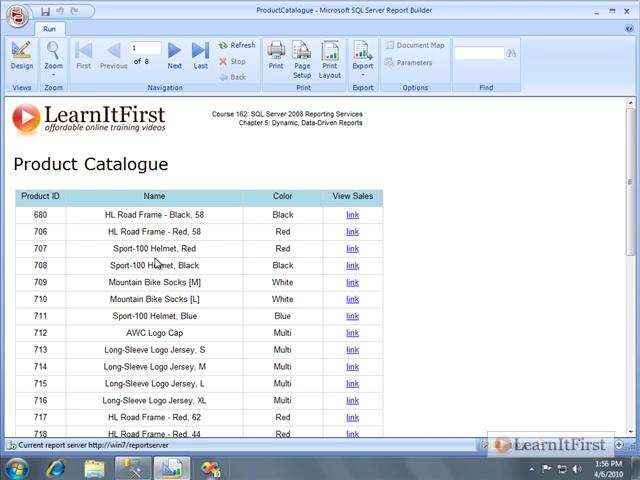 ProductCatalogue - Microsoft SQL Server Report Builder
Run
Design
Zoom
First
Previous
1
of 8
Next
Last
Refresh
Stop
Back
Print
Page Setup
Print Layout
Export
Document Map
Parameters
Views
Zoom
Navigation
Print
Export
Options
Find
LearnItFirst
affordable online training videos
Course 162: SQL Server 2008 Reporting Services
Chapter 5: Dynamic, Data-Driven Reports
Product Catalogue
Product ID Name Color View Sales
680 HL Road Frame - Black, 58 Black link
706 HL Road Frame - Red, 58 Red link
707 Sport-100 Helmet, Red Red link
708 Sport-100 Helmet, Black Black link
709 Mountain Bike Socks [M] White link
710 Mountain Bike Socks [L] White link
711 Sport-100 Helmet, Blue Blue link
712 AWC Logo Cap Multi link
713 Long-Sleeve Logo Jersey, S Multi link
714 Long-Sleeve Logo Jersey, M Multi link
715 Long-Sleeve Logo Jersey, L Multi link
716 Long-Sleeve Logo Jersey, XL Multi link
717 HL Road Frame - Red, 62 Red link
718 HL Road Frame - Red, 44 Red link
Current report server http://win7/reportserver
LearnItFirst
1:56 PM
4/6/2010